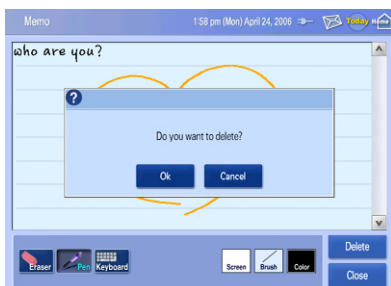 Memo
1:58 pm (Mon) April 24, 2006
Today
Home
who are you?
Do you want to delete?
Ok
Cancel
Eraser
Pen
Keyboard
Screen
Brush
Color
Delete
Close